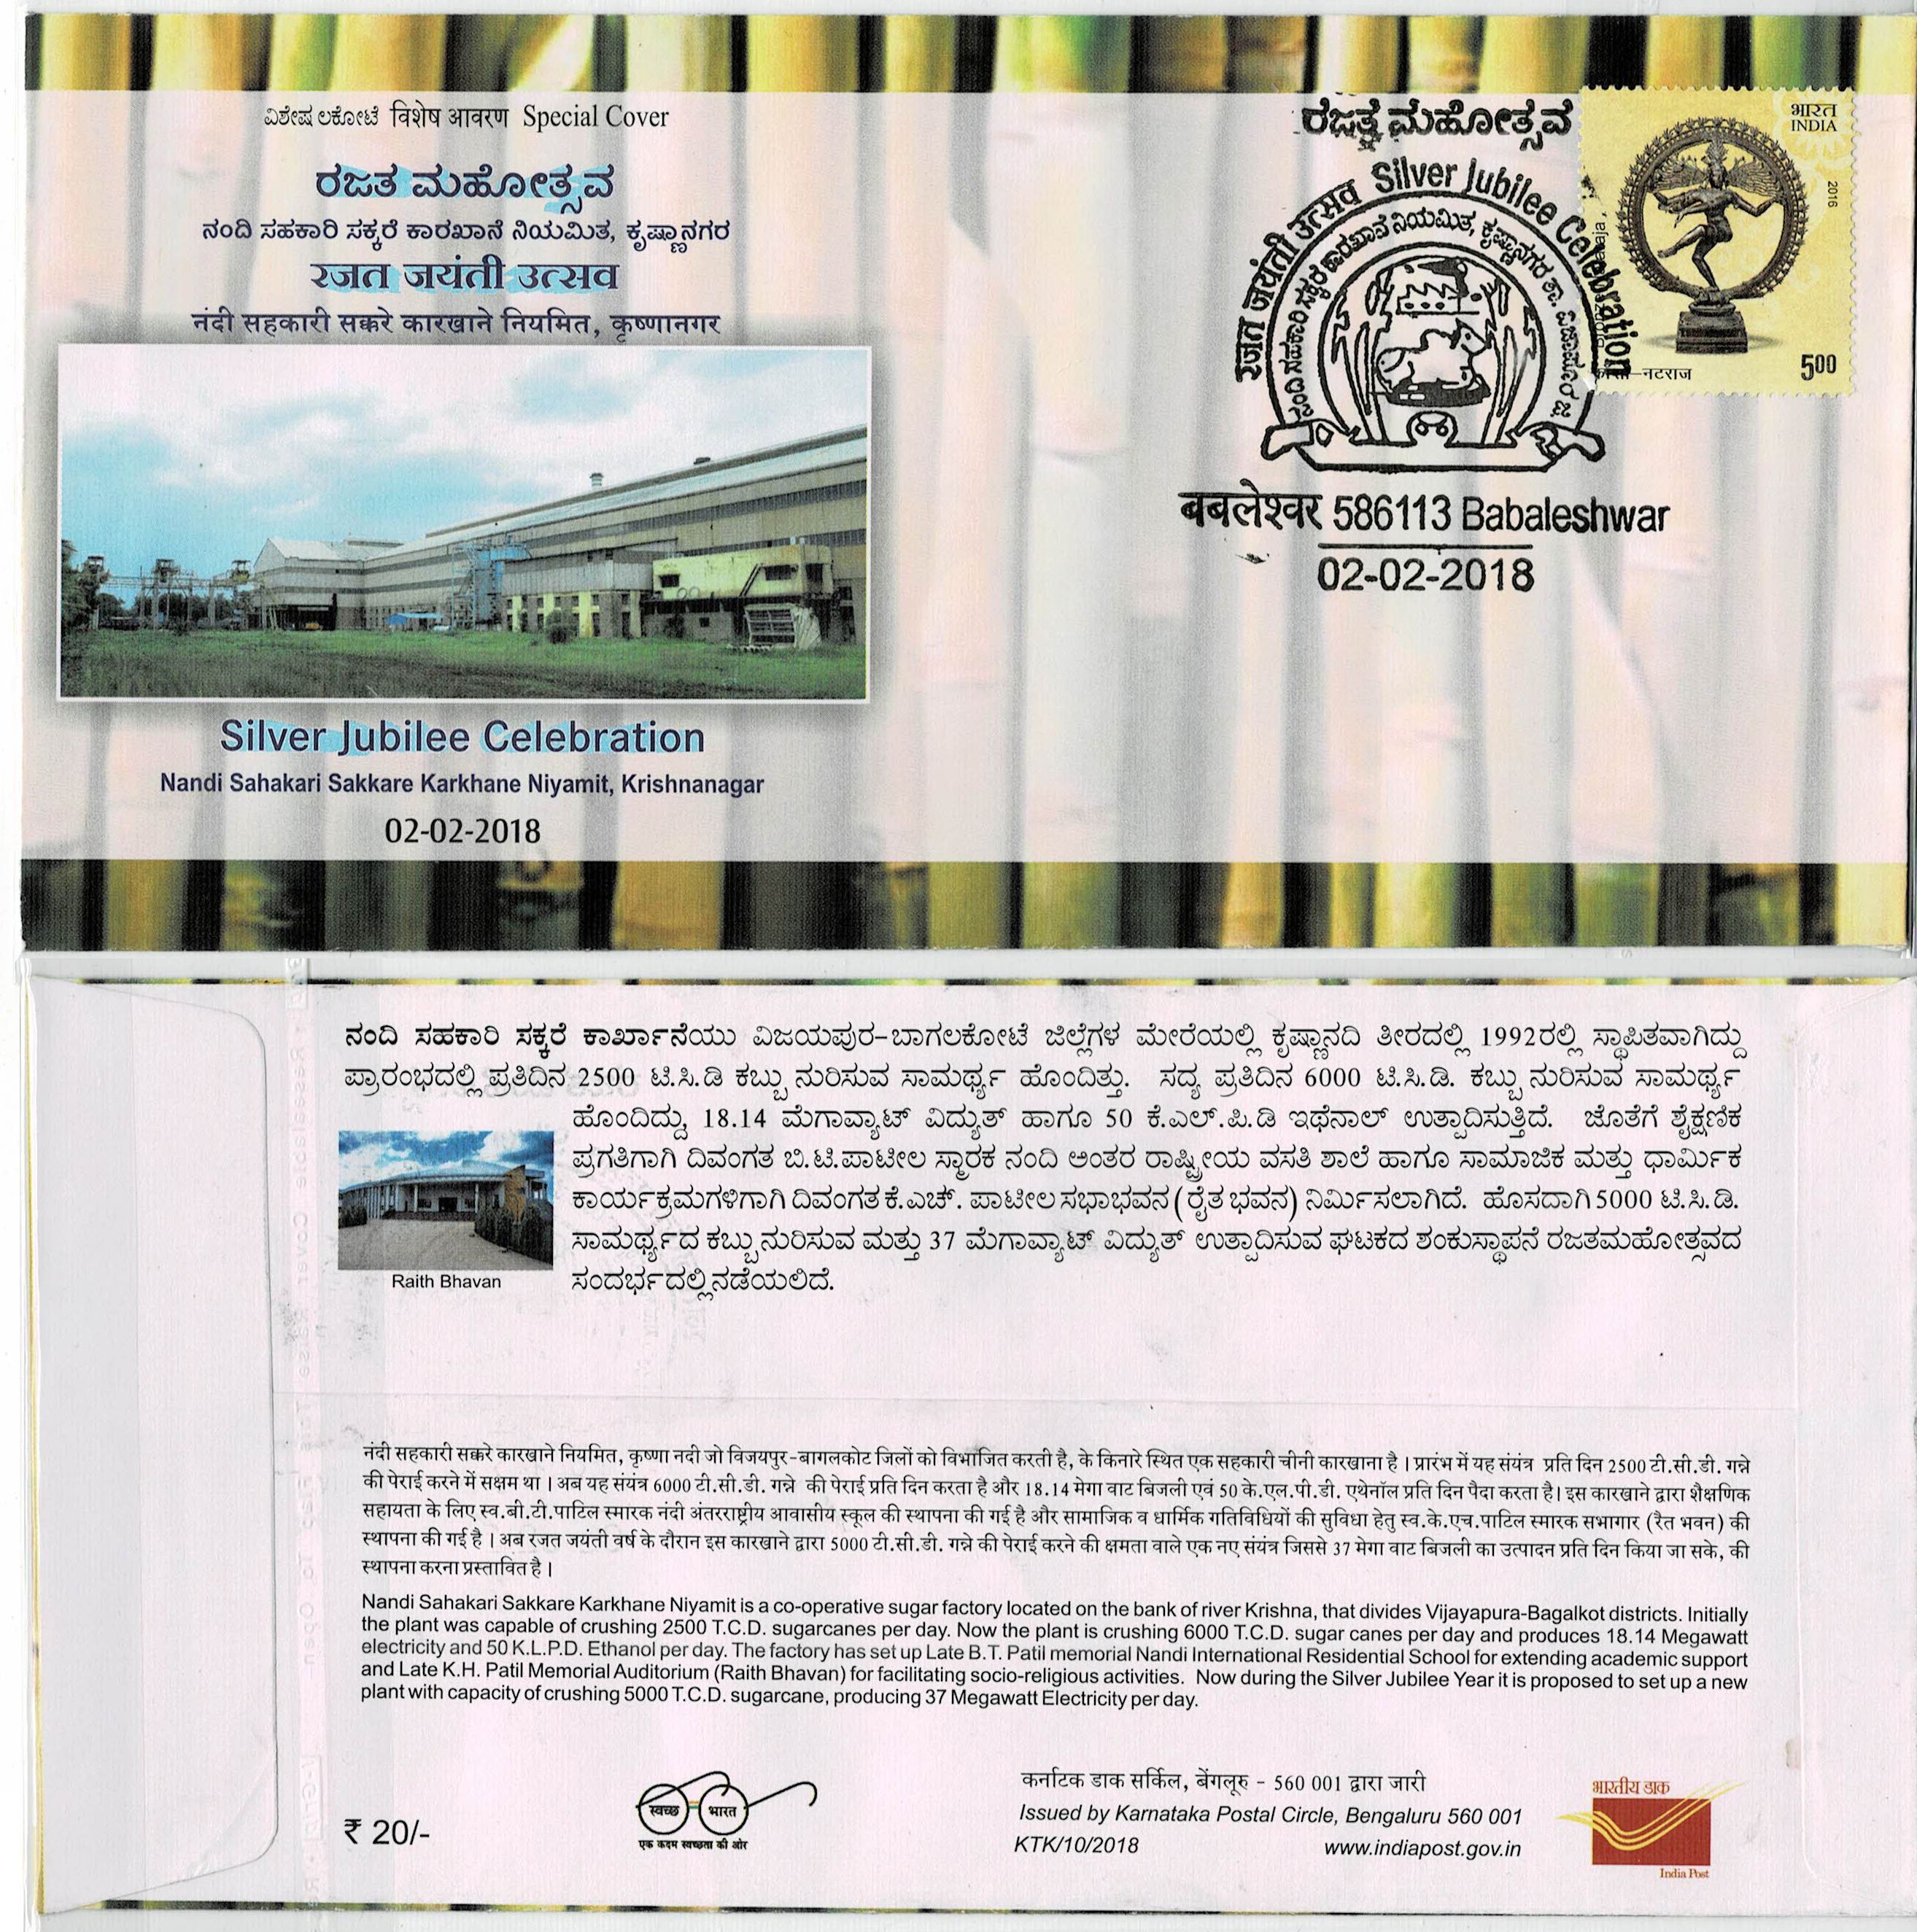 ವಿಶೇಷ ಲಕೋಟೆ विशेष आवरण Special Cover
ರಜತ ಮಹೋತ್ಸವ
ನಂದಿ ಸಹಕಾರಿ ಸಕ್ಕರೆ ಕಾರಖಾನೆ ನಿಯಮಿತ, ಕೃಷ್ಣಾನಗರ
रजत जयंती उत्सव
नंदी सहकारी सक्करे कारखाने नियमित, कृष्णानगर
Silver Jubilee Celebration
Nandi Sahakari Sakkare Karkhane Niyamit, Krishnanagar
02-02-2018
ರಜತ ಮಹೋತ್ಸವ
रजत जयंती उत्सव Silver Jubilee Celebration
ನಂದಿ ಸಹಕಾರಿ ಸಕ್ಕರೆ ನಿಯಮಿತ, ಕೃಷ್ಣಾನಗರ ತಾ.
बबलेश्वर 586113 Babaleshwar
02-02-2018
भारत
INDIA
2016
नटराज
500
ನಂದಿ ಸಹಕಾರಿ ಸಕ್ಕರೆ ಕಾರ್ಖಾನೆಯು ವಿಜಯಪುರ-ಬಾಗಲಕೋಟೆ ಜಿಲ್ಲೆಗಳ ಮೇರೆಯಲ್ಲಿ ಕೃಷ್ಣಾನದಿ ತೀರದಲ್ಲಿ 1992ರಲ್ಲಿ ಸ್ಥಾಪಿತವಾಗಿದ್ದು
ಪ್ರಾರಂಭದಲ್ಲಿ ಪ್ರತಿದಿನ 2500 ಟಿ.ಸಿ.ಡಿ ಕಬ್ಬು ನುರಿಸುವ ಸಾಮರ್ಥ್ಯ ಹೊಂದಿತ್ತು. ಸದ್ಯ ಪ್ರತಿದಿನ 6000 ಟಿ.ಸಿ.ಡಿ. ಕಬ್ಬು ನುರಿಸುವ ಸಾಮರ್ಥ್ಯ
ಹೊಂದಿದ್ದು, 18.14 ಮೆಗಾವ್ಯಾಟ್ ವಿದ್ಯುತ್ ಹಾಗೂ 50 ಕೆ.ಎಲ್.ಪಿ.ಡಿ ಇಥೆನಾಲ್ ಉತ್ಪಾದಿಸುತ್ತಿದೆ. ಜೊತೆಗೆ ಶೈಕ್ಷಣಿಕ
ಪ್ರಗತಿಗಾಗಿ ದಿವಂಗತ ಬಿ.ಟಿ.ಪಾಟೀಲ ಸ್ಮಾರಕ ನಂದಿ ಅಂತರ ರಾಷ್ಟ್ರೀಯ ವಸತಿ ಶಾಲೆ ಹಾಗೂ ಸಾಮಾಜಿಕ ಮತ್ತು ಧಾರ್ಮಿಕ
ಕಾರ್ಯಕ್ರಮಗಳಿಗಾಗಿ ದಿವಂಗತ ಕೆ.ಎಚ್. ಪಾಟೀಲ ಸಭಾಭವನ (ರೈತ ಭವನ) ನಿರ್ಮಿಸಲಾಗಿದೆ. ಹೊಸದಾಗಿ 5000 ಟಿ.ಸಿ.ಡಿ.
ಸಾಮರ್ಥ್ಯದ ಕಬ್ಬು ನುರಿಸುವ ಮತ್ತು 37 ಮೆಗಾವ್ಯಾಟ್ ವಿದ್ಯುತ್ ಉತ್ಪಾದಿಸುವ ಘಟಕದ ಶಂಕುಸ್ಥಾಪನೆ ರಜತಮಹೋತ್ಸವದ
ಸಂದರ್ಭದಲ್ಲಿ ನಡೆಯಲಿದೆ.
Raith Bhavan
नंदी सहकारी सक्करे कारखाने नियमित, कृष्णा नदी जो विजयपुर-बागलकोट जिलों को विभाजित करती है, के किनारे स्थित एक सहकारी चीनी कारखाना है । प्रारंभ में यह संयंत्र प्रति दिन 2500 टी.सी.डी. गन्ने
की पेराई करने में सक्षम था । अब यह संयंत्र 6000 टी.सी.डी. गन्ने की पेराई प्रति दिन करता है और 18.14 मेगा वाट बिजली एवं 50 के.एल.पी.डी. एथेनॉल प्रति दिन पैदा करता है। इस कारखाने द्वारा शैक्षणिक
सहायता के लिए स्व.बी.टी.पाटिल स्मारक नंदी अंतरराष्ट्रीय आवासीय स्कूल की स्थापना की गई है और सामाजिक व धार्मिक गतिविधियों की सुविधा हेतु स्व.के.एच.पाटिल स्मारक सभागार (रैत भवन) की
स्थापना की गई है । अब रजत जयंती वर्ष के दौरान इस कारखाने द्वारा 5000 टी.सी.डी. गन्ने की पेराई करने की क्षमता वाले एक नए संयंत्र जिससे 37 मेगा वाट बिजली का उत्पादन प्रति दिन किया जा सके, की
स्थापना करना प्रस्तावित है ।
Nandi Sahakari Sakkare Karkhane Niyamit is a co-operative sugar factory located on the bank of river Krishna, that divides Vijayapura-Bagalkot districts. Initially
the plant was capable of crushing 2500 T.C.D. sugarcanes per day. Now the plant is crushing 6000 T.C.D. sugar canes per day and produces 18.14 Megawatt
electricity and 50 K.L.P.D. Ethanol per day. The factory has set up Late B.T. Patil memorial Nandi International Residential School for extending academic support
and Late K.H. Patil Memorial Auditorium (Raith Bhavan) for facilitating socio-religious activities. Now during the Silver Jubilee Year it is proposed to set up a new
plant with capacity of crushing 5000 T.C.D. sugarcane, producing 37 Megawatt Electricity per day.
₹ 20/-
स्वच्छ भारत
एक कदम स्वच्छता की ओर
कर्नाटक डाक सर्किल, बेंगलूरु - 560 001 द्वारा जारी
Issued by Karnataka Postal Circle, Bengaluru 560 001
KTK/10/2018 www.indiapost.gov.in
भारतीय डाक
India Post